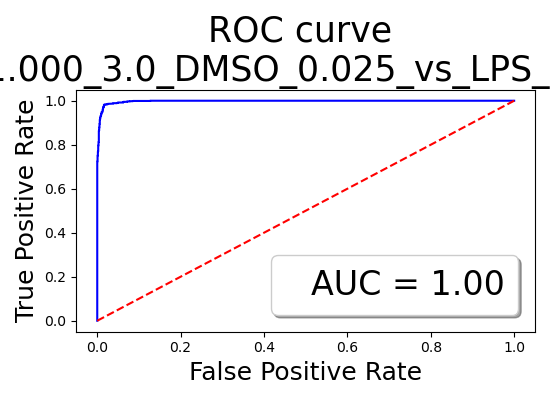 ROC curve
1.000_3.0_DMSO_0.025_vs_LPS_
True Positive Rate
1.0
0.8
0.6
0.4
0.2
0.0
AUC = 1.00
0.0 0.2 0.4 0.6 0.8 1.0
False Positive Rate